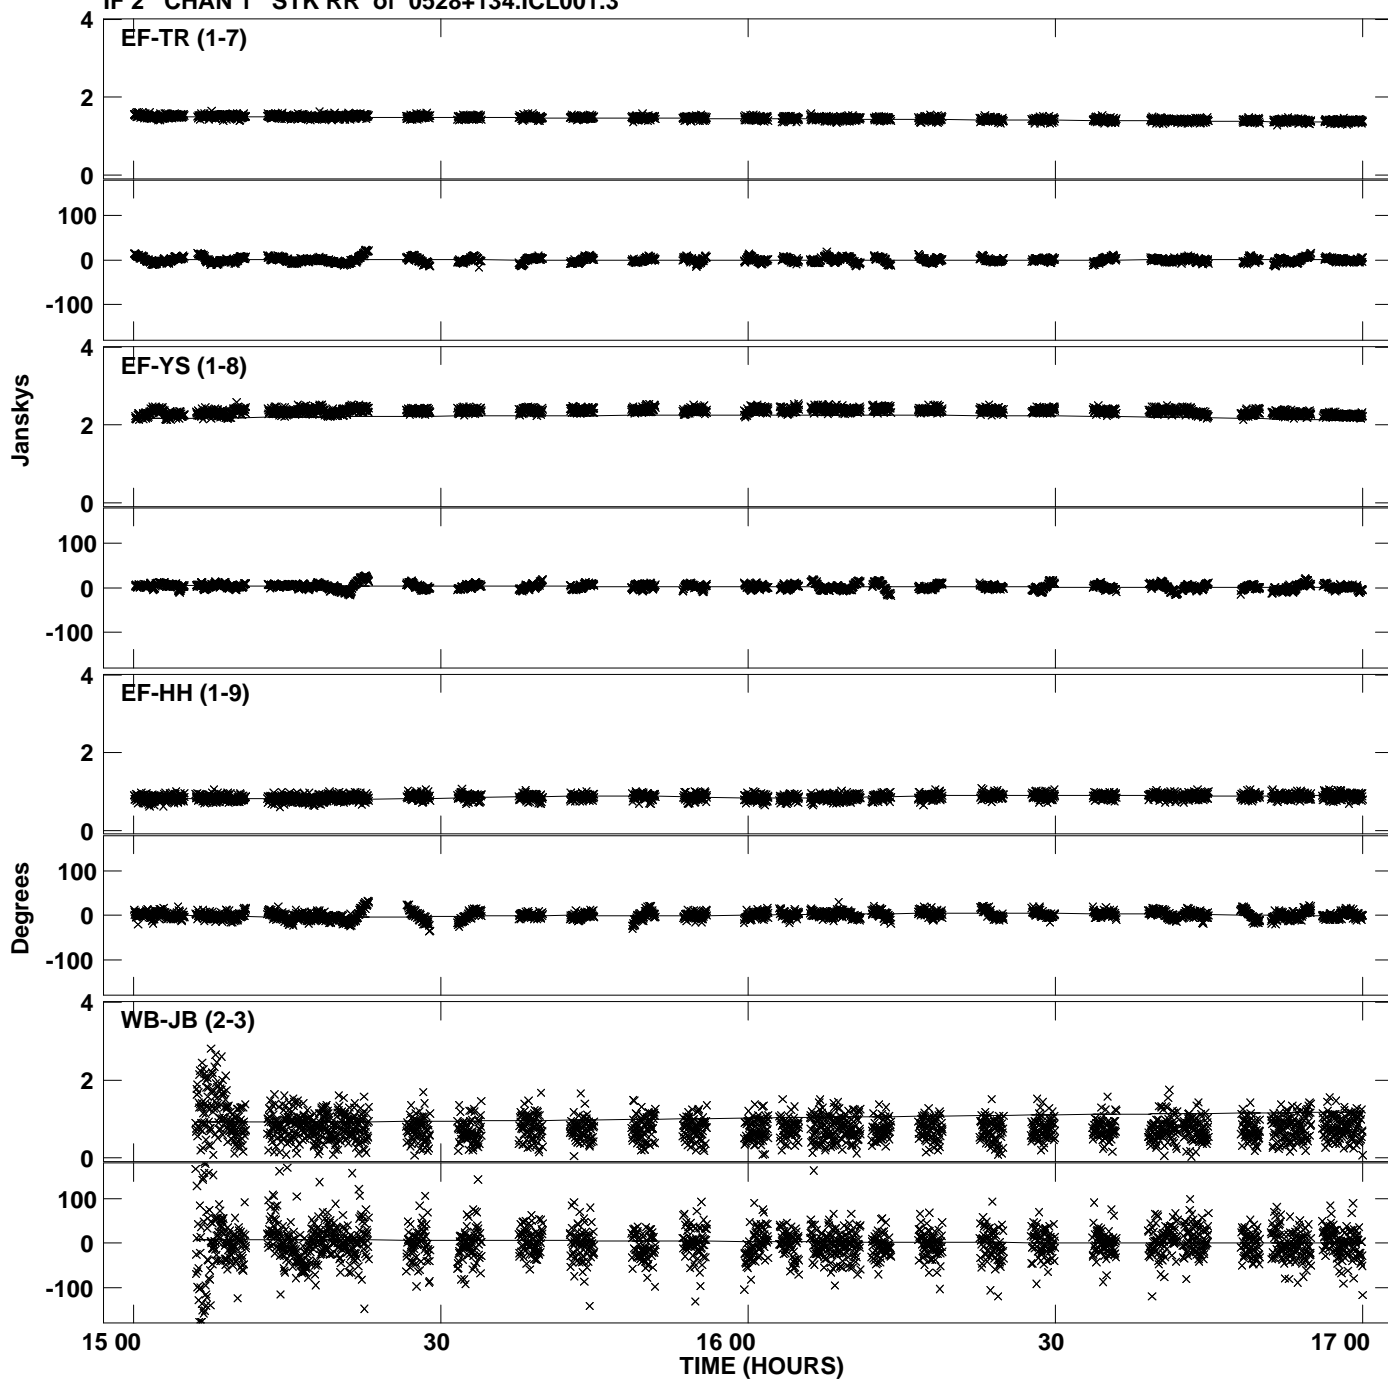 IF 2 CHAN 1 STK RR of 0528+134.ICL001.3
4
EF-TR (1-7)
2
0
100
0
-100
4
EF-YS (1-8)
2
0
100
0
-100
Janskys
4
EF-HH (1-9)
2
0
100
0
-100
Degrees
4
WB-JB (2-3)
2
0
100
0
-100
15 00 30 16 00 30 17 00
TIME (HOURS)